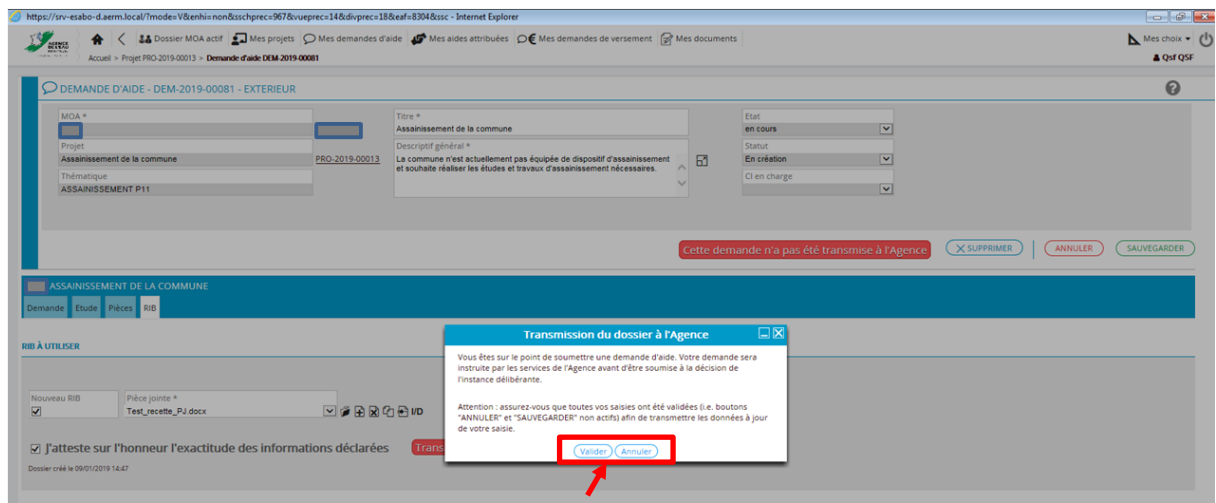 https://srv-esabo-d.aerm.local/?mode=V&enhi=non&sschprec=967&vueprec=14&divprec=18&eaf=8304&ssc - Internet Explorer
AGENCE DE L'EAU
Dossier MOA actif Mes projets Mes demandes d'aide Mes aides attribuées Mes demandes de versement Mes documents Mes choix
Accueil > Projet PRO-2019-00013 > Demande d'aide DEM-2019-00081 Qsf QSF
DEMANDE D'AIDE - DEM-2019-00081 - EXTERIEUR ?
MOA * Titre * Etat
Assainissement de la commune en cours
Projet Descriptif général * Statut
Assainissement de la commune PRO-2019-00013 La commune n'est actuellement pas équipée de dispositif d'assainissement En création
et souhaite réaliser les études et travaux d'assainissement nécessaires.
Thématique CI en charge
ASSAINISSEMENT P11
Cette demande n'a pas été transmise à l'Agence SUPPRIMER ANNULER SAUVEGARDER
ASSAINISSEMENT DE LA COMMUNE
Demande Etude Pièces RIB
RIB À UTILISER
Transmission du dossier à l'Agence
Vous êtes sur le point de soumettre une demande d'aide. Votre demande sera
instruite par les services de l'Agence avant d'être soumise à la décision de
l'instance délibérante.
Attention : assurez-vous que toutes vos saisies ont été validées (i.e. boutons
"ANNULER" et "SAUVEGARDER" non actifs) afin de transmettre les données à jour
de votre saisie.
Valider Annuler
Nouveau RIB Pièce jointe *
Test_recette_PJ.docx I/D
J'atteste sur l'honneur l'exactitude des informations déclarées Trans
Dossier créé le 09/01/2019 14:47